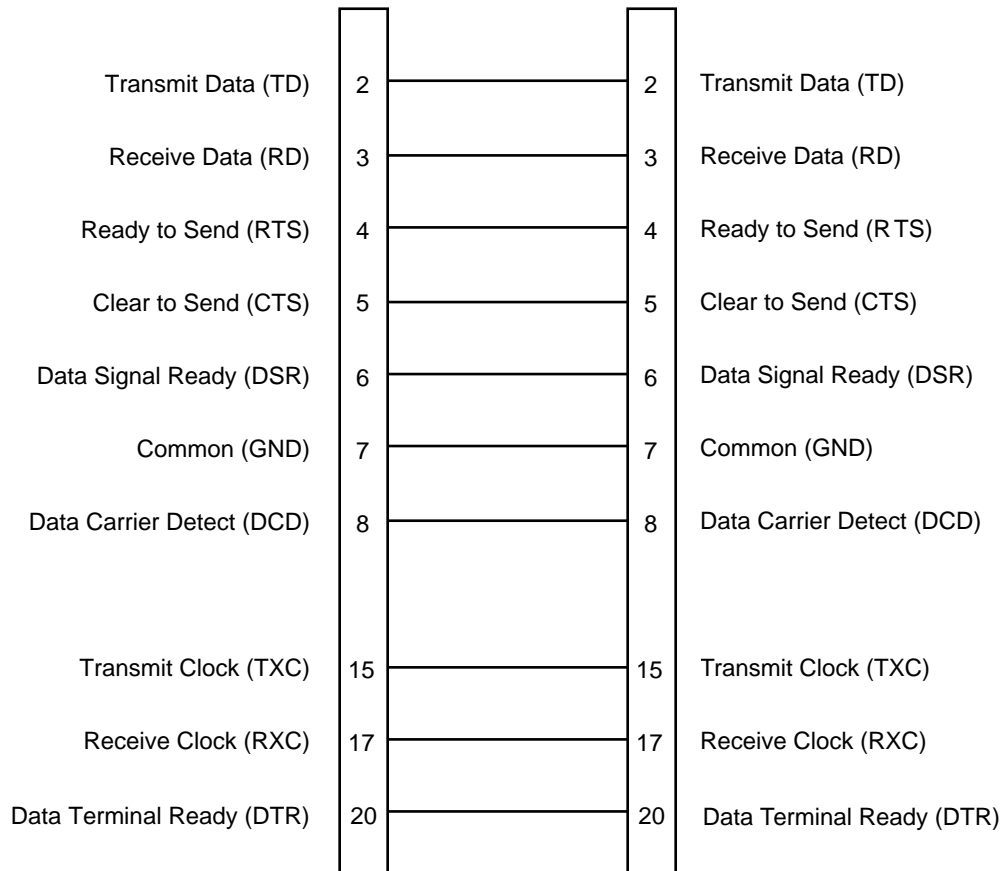 Transmit Data (TD) 2 2 Transmit Data (TD)
Receive Data (RD) 3 3 Receive Data (RD)
Ready to Send (RTS) 4 4 Ready to Send (RTS)
Clear to Send (CTS) 5 5 Clear to Send (CTS)
Data Signal Ready (DSR) 6 6 Data Signal Ready (DSR)
Common (GND) 7 7 Common (GND)
Data Carrier Detect (DCD) 8 8 Data Carrier Detect (DCD)
Transmit Clock (TXC) 15 15 Transmit Clock (TXC)
Receive Clock (RXC) 17 17 Receive Clock (RXC)
Data Terminal Ready (DTR) 20 20 Data Terminal Ready (DTR)